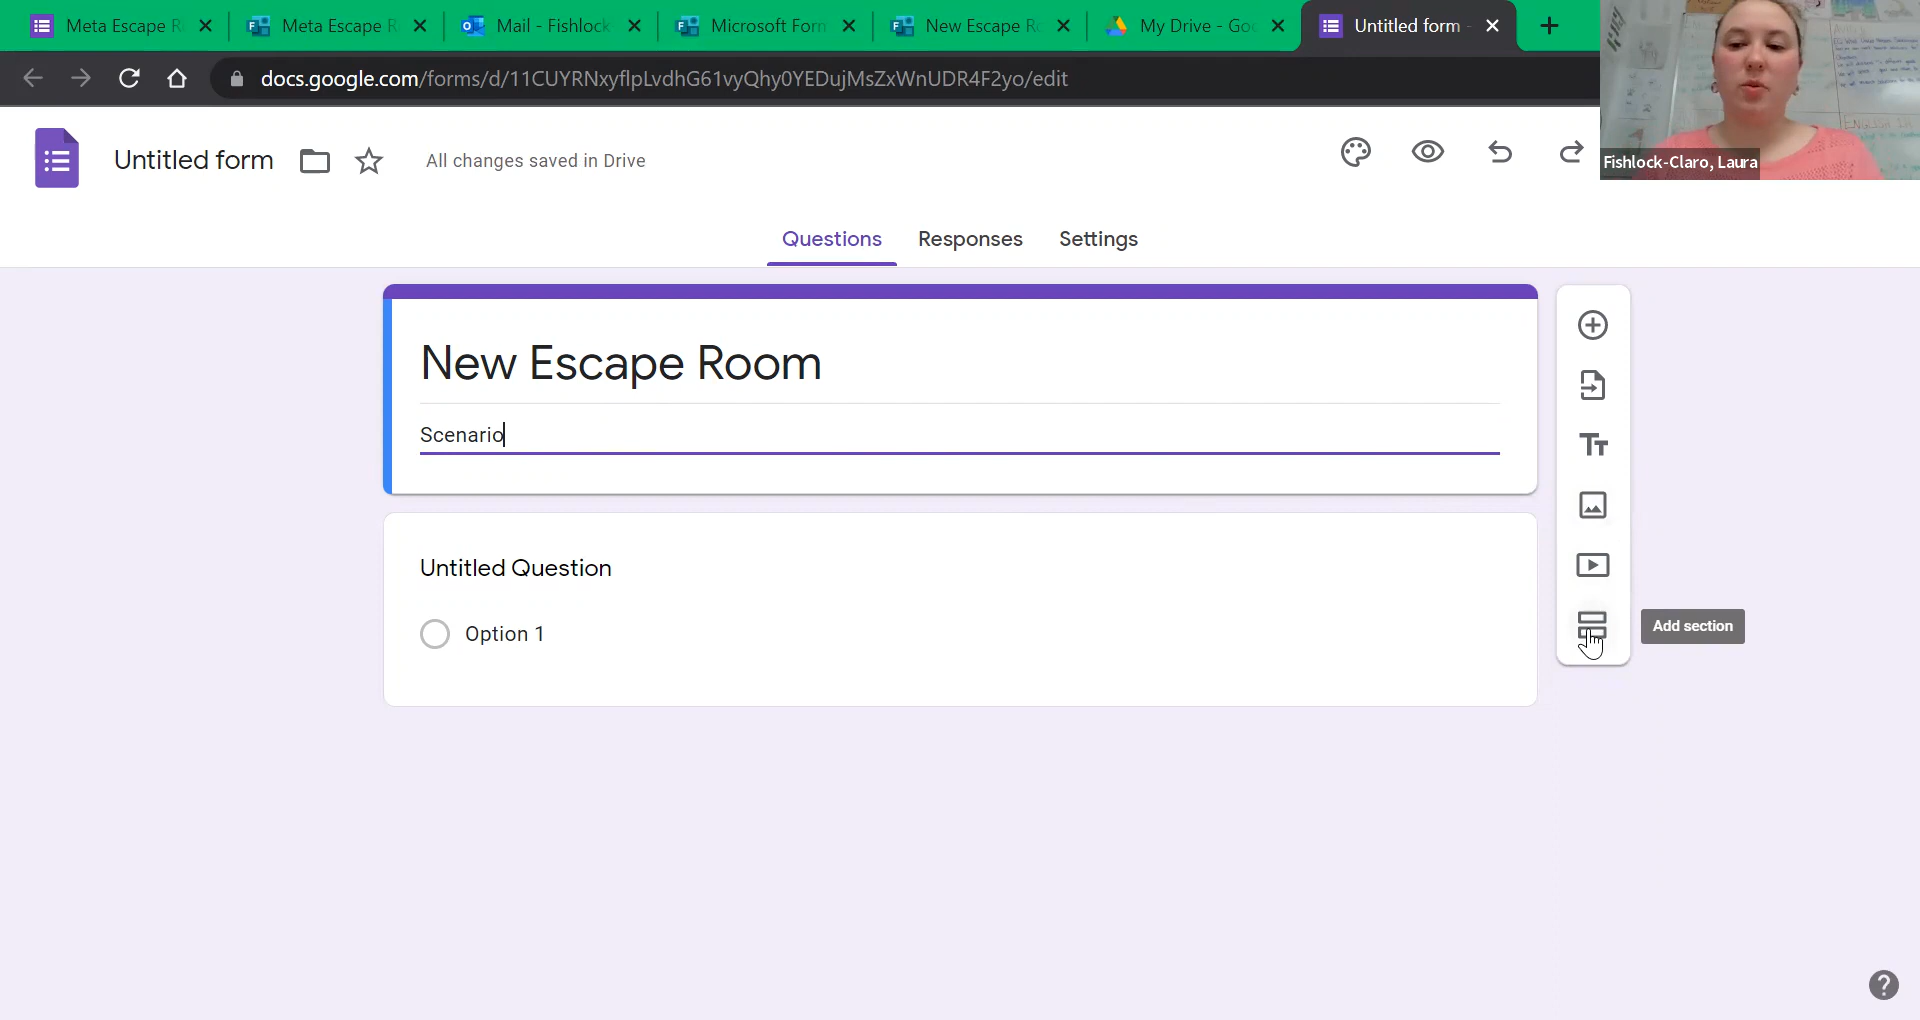 Meta Escape R
Meta Escape R
Mail - Fishlock
Microsoft Form
New Escape Ro
My Drive - Goo
Untitled form -
docs.google.com/forms/d/11CUYRNxyflpLvdhG61vyQhy0YEDujMsZxWnUDR4F2yo/edit
Untitled form
All changes saved in Drive
Fishlock-Claro, Laura
Questions
Responses
Settings
New Escape Room
Scenario
Untitled Question
Option 1
Add section